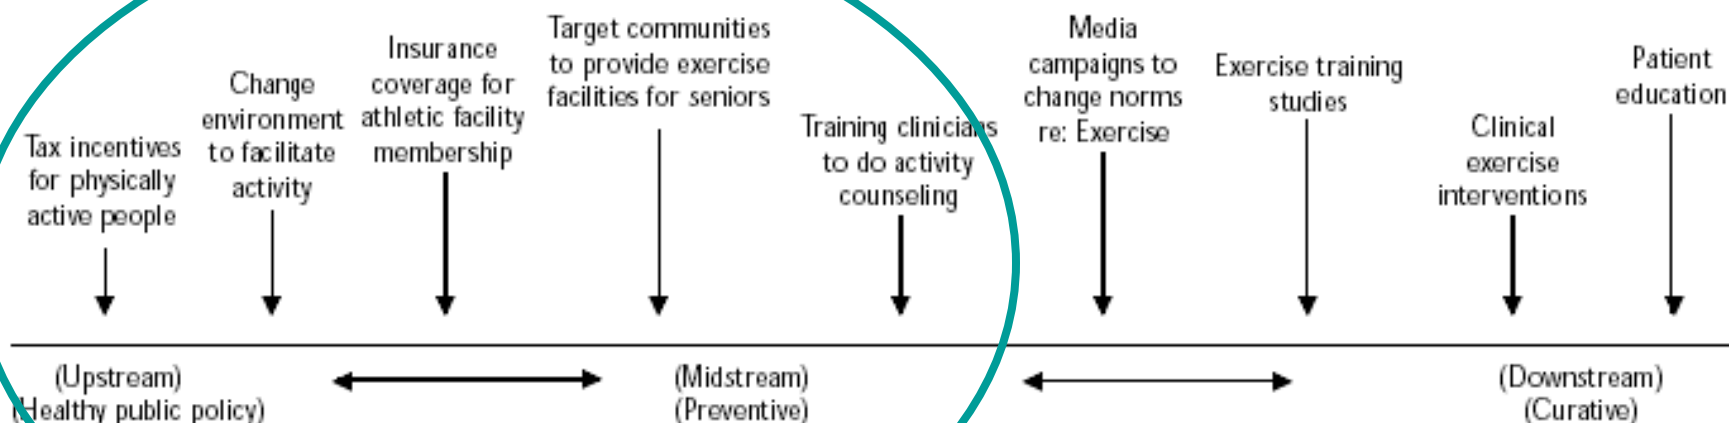 Tax incentives
for physically
active people
Change
environment
to facilitate
activity
Insurance
coverage for
athletic facility
membership
Target communities
to provide exercise
facilities for seniors
Training clinicians
to do activity
counseling
Media
campaigns to
change norms
re: Exercise
Exercise training
studies
Clinical
exercise
interventions
Patient
education
(Upstream)
(Healthy public policy)
(Midstream)
(Preventive)
(Downstream)
(Curative)